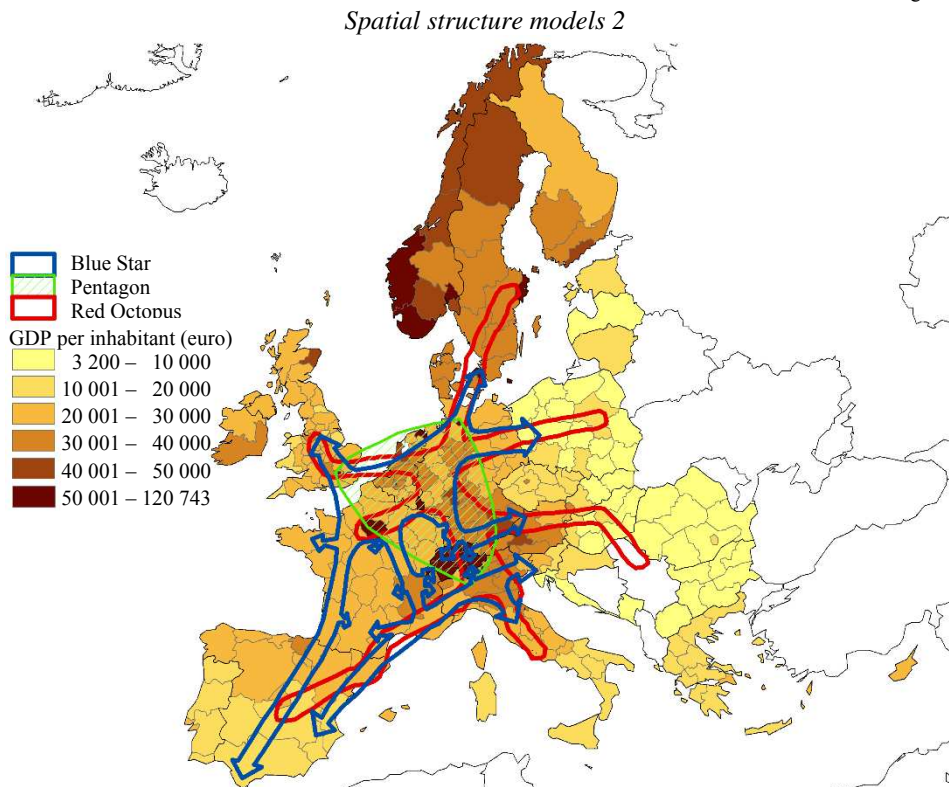 g
Spatial structure models 2
Blue Star
Pentagon
Red Octopus
GDP per inhabitant (euro)
3 200 – 10 000
10 001 – 20 000
20 001 – 30 000
30 001 – 40 000
40 001 – 50 000
50 001 – 120 743